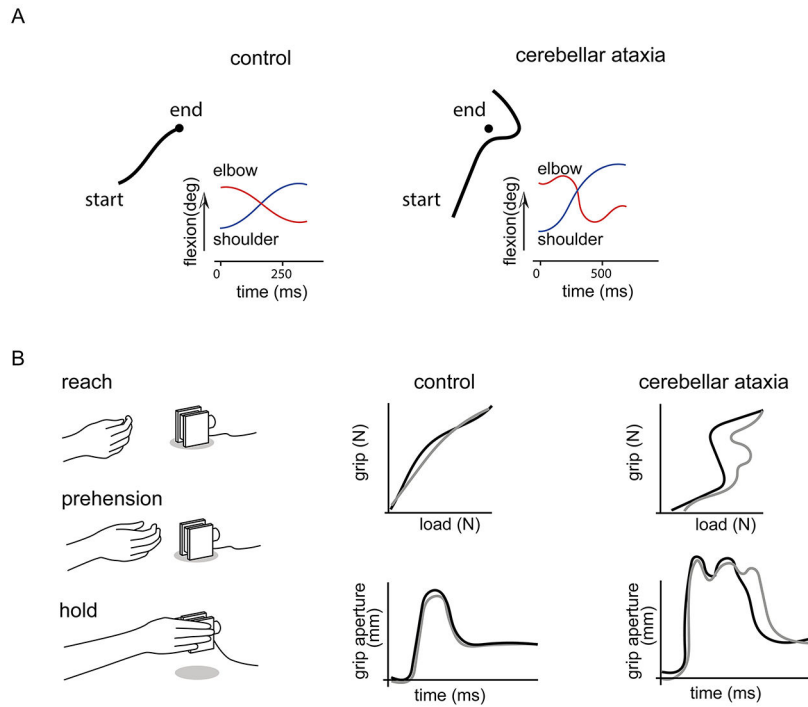 A
control
cerebellar ataxia
end
start
elbow
shoulder
flexion(deg)
0
250
time (ms)
end
start
elbow
shoulder
flexion(deg)
0
500
time (ms)
B
reach
prehension
hold
control
cerebellar ataxia
grip (N)
load (N)
grip (N)
load (N)
grip aperture
(mm)
time (ms)
grip aperture
(mm)
time (ms)